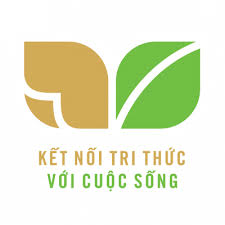 KẾT NỐI TRI THỨC
VỚI CUỘC SỐNG